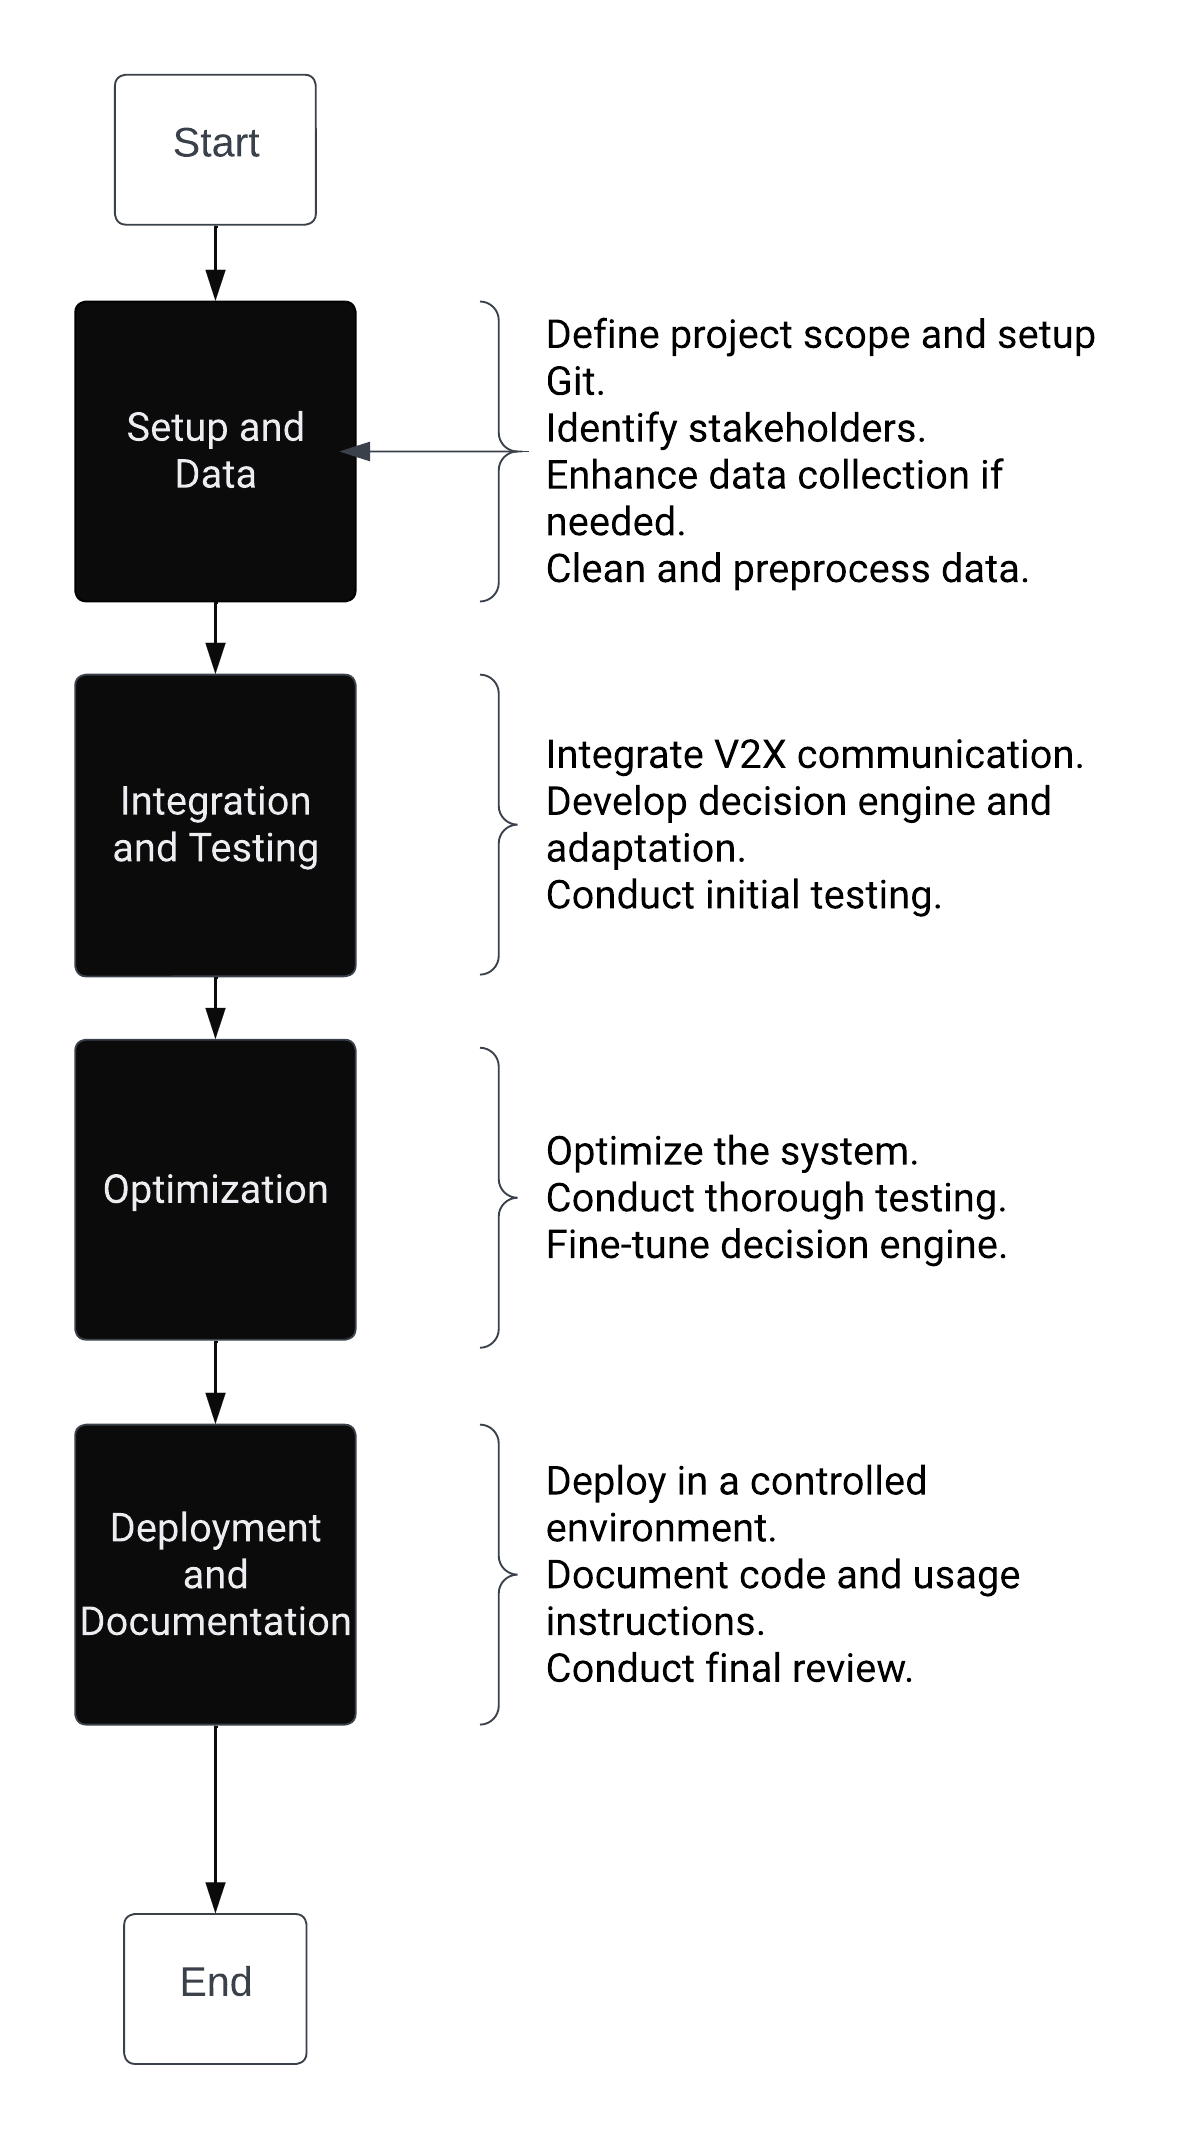 Start
Setup and
Data
Define project scope and setup
Git.
Identify stakeholders.
Enhance data collection if
needed.
Clean and preprocess data.
Integration
and Testing
Integrate V2X communication.
Develop decision engine and
adaptation.
Conduct initial testing.
Optimization
Optimize the system.
Conduct thorough testing.
Fine-tune decision engine.
Deployment
and
Documentation
Deploy in a controlled
environment.
Document code and usage
instructions.
Conduct final review.
End